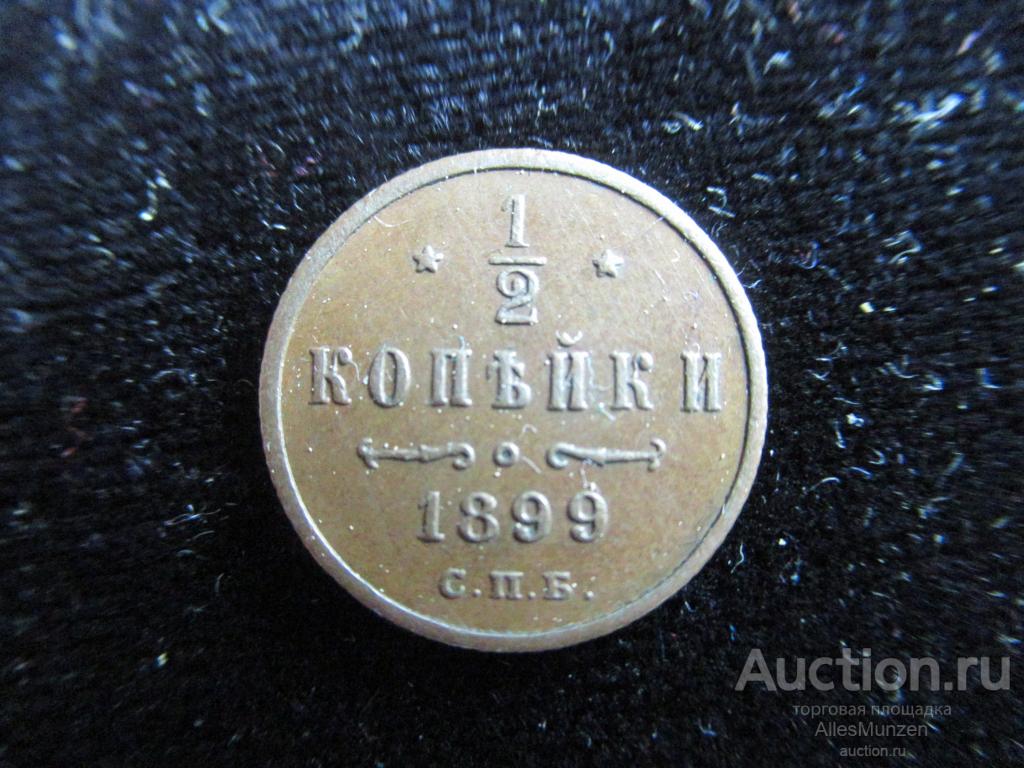 1
2
КОПѢЙКИ
1899
С.П.Б.
Auction.ru
торговая площадка
AllesMunzen
auction.ru